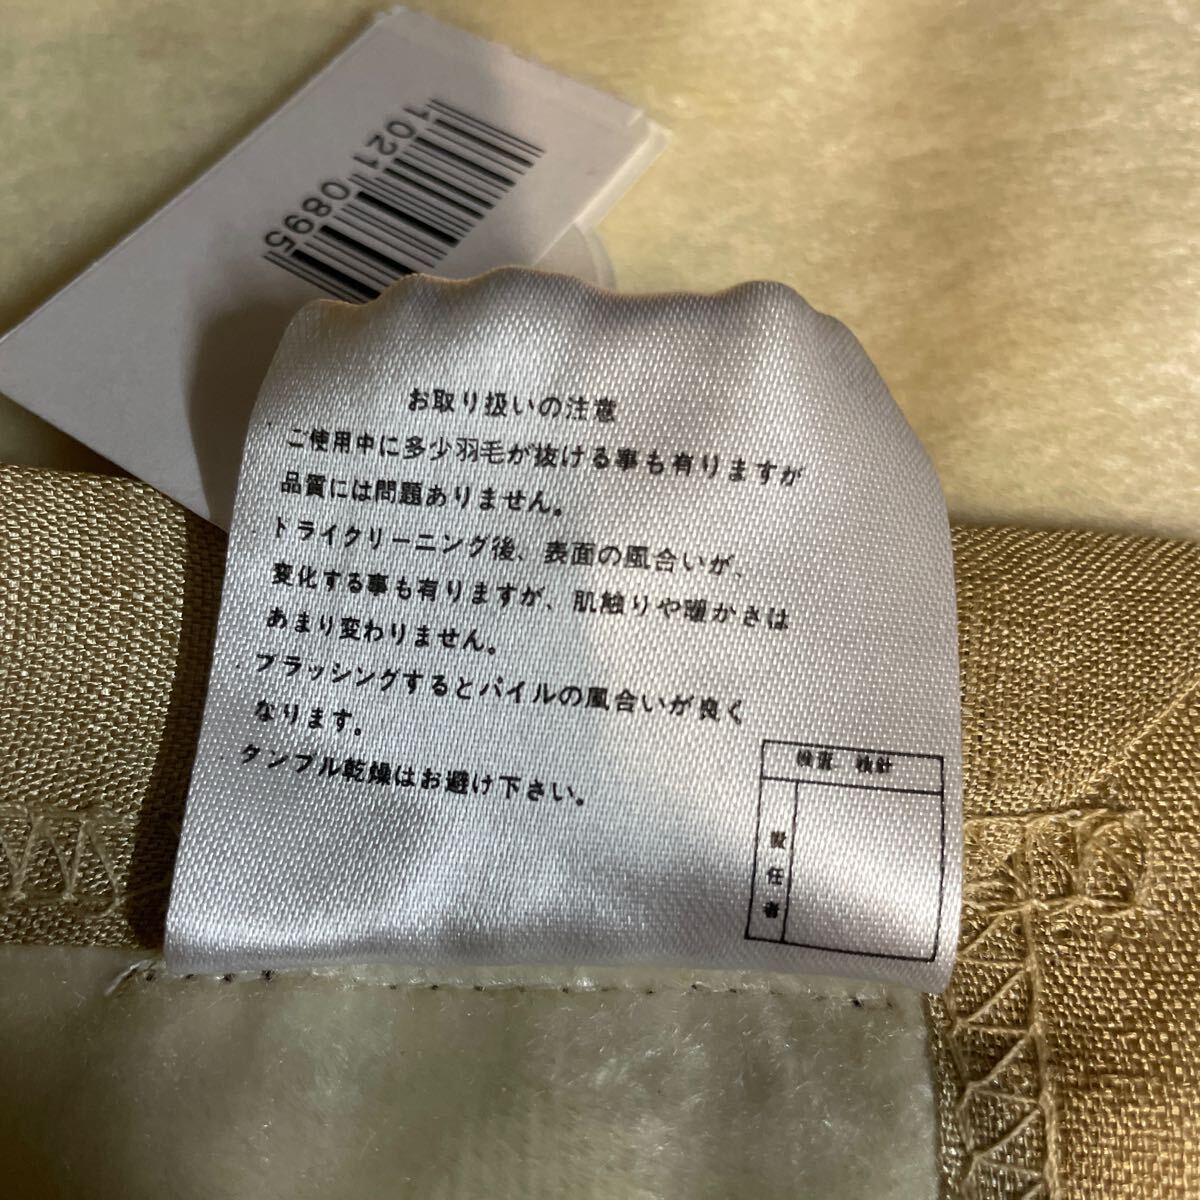 10210895
お取り扱いの注意
・ご使用中に多少羽毛が抜ける事も有りますが
品質には問題ありません。
・トライクリーニング後、表面の風合いが、
変化する事も有りますが、肌触りや暖かさは
あまり変わりません。
・ブラッシングするとパイルの風合いが良く
なります。
・タンブル乾燥はお避け下さい。
検査 検針
責任者